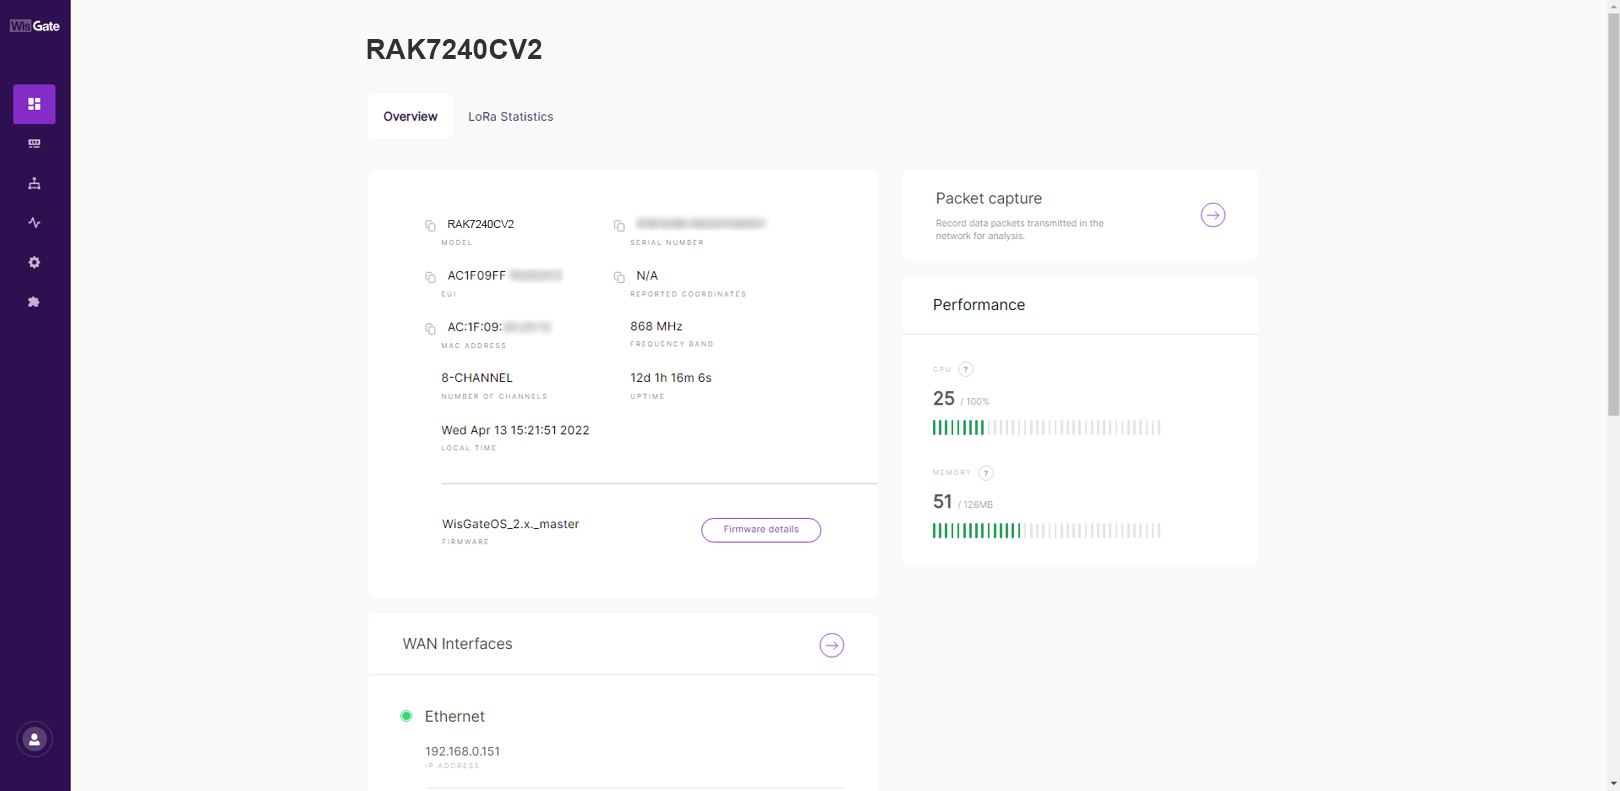 WisGate
RAK7240CV2
Overview
LoRa Statistics
RAK7240CV2
MODEL
SERIAL NUMBER
AC1F09FF
EUI
N/A
REPORTED COORDINATES
AC:1F:09:
MAC ADDRESS
868 MHz
FREQUENCY BAND
8-CHANNEL
NUMBER OF CHANNELS
12d 1h 16m 6s
UPTIME
Wed Apr 13 15:21:51 2022
LOCAL TIME
WisGateOS_2.x._master
FIRMWARE
Firmware details
WAN Interfaces
Ethernet
192.168.0.151
IP ADDRESS
Packet capture
Record data packets transmitted in the
network for analysis.
Performance
CPU ?
25 / 100%
MEMORY ?
51 / 126MB